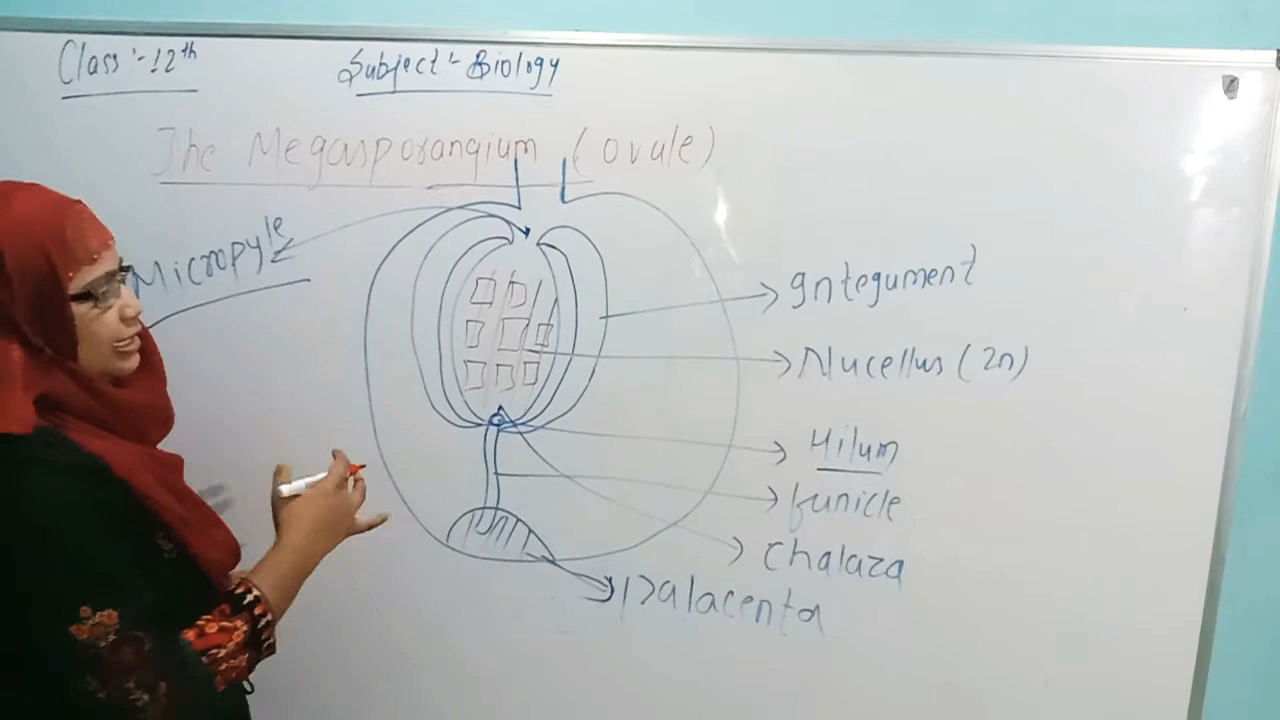 Class :- 12th
Subject :- Biology
The Megasporangium (ovule)
Micropyle
Integument
Nucellus (2n)
Hilum
funicle
Chalaza
Palacenta